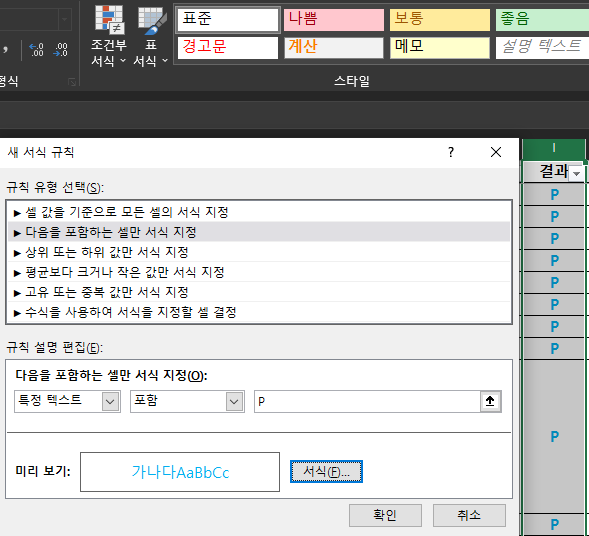 표준 나쁨 보통 좋음
조건부 표
서식 서식
경고문 계산 메모 설명 텍스트
형식 스타일
새 서식 규칙
?
I
규칙 유형 선택(S):
결과
► 셀 값을 기준으로 모든 셀의 서식 지정
► 다음을 포함하는 셀만 서식 지정
► 상위 또는 하위 값만 서식 지정
► 평균보다 크거나 작은 값만 서식 지정
► 고유 또는 중복 값만 서식 지정
► 수식을 사용하여 서식을 지정할 셀 결정
P
P
P
P
P
P
P
P
규칙 설명 편집(E):
다음을 포함하는 셀만 서식 지정(O):
특정 텍스트 포함 P
P
미리 보기: 가나다AaBbCc 서식(F)...
확인 취소
P